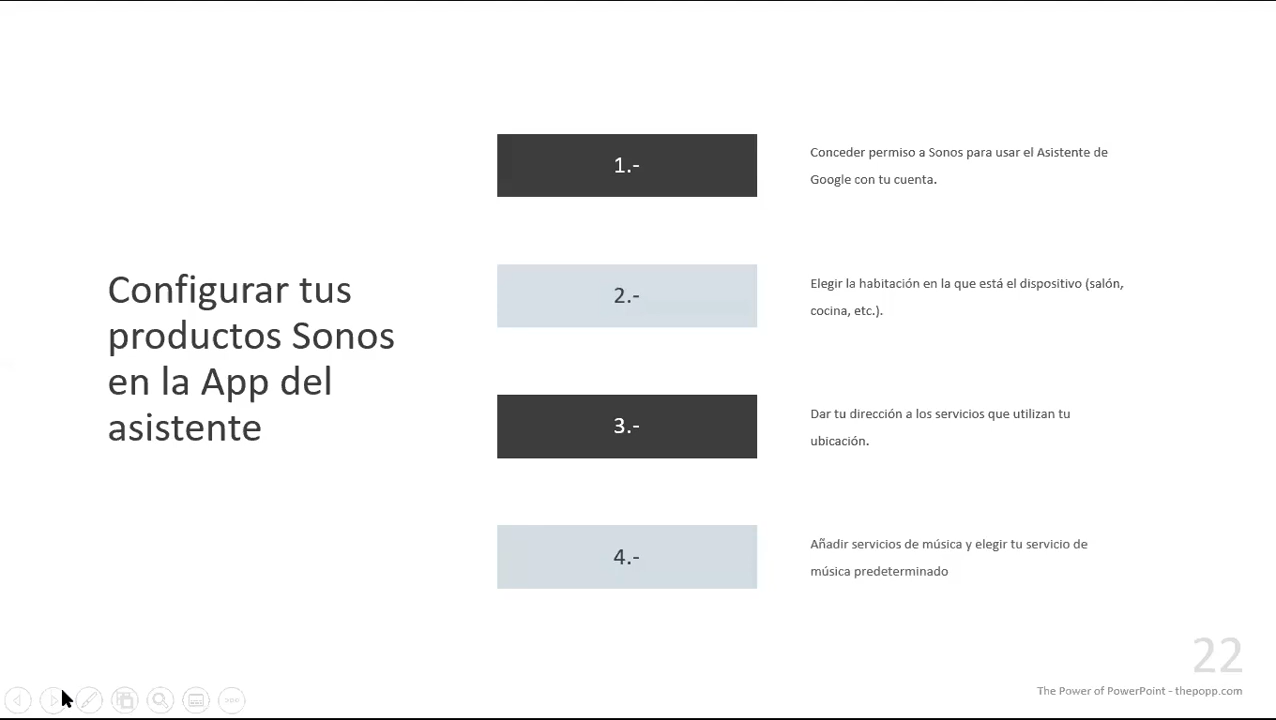 Configurar tus
productos Sonos
en la App del
asistente
1.-
Conceder permiso a Sonos para usar el Asistente de
Google con tu cuenta.
2.-
Elegir la habitación en la que está el dispositivo (salón,
cocina, etc.).
3.-
Dar tu dirección a los servicios que utilizan tu
ubicación.
4.-
Añadir servicios de música y elegir tu servicio de
música predeterminado
22
The Power of PowerPoint - thepopp.com